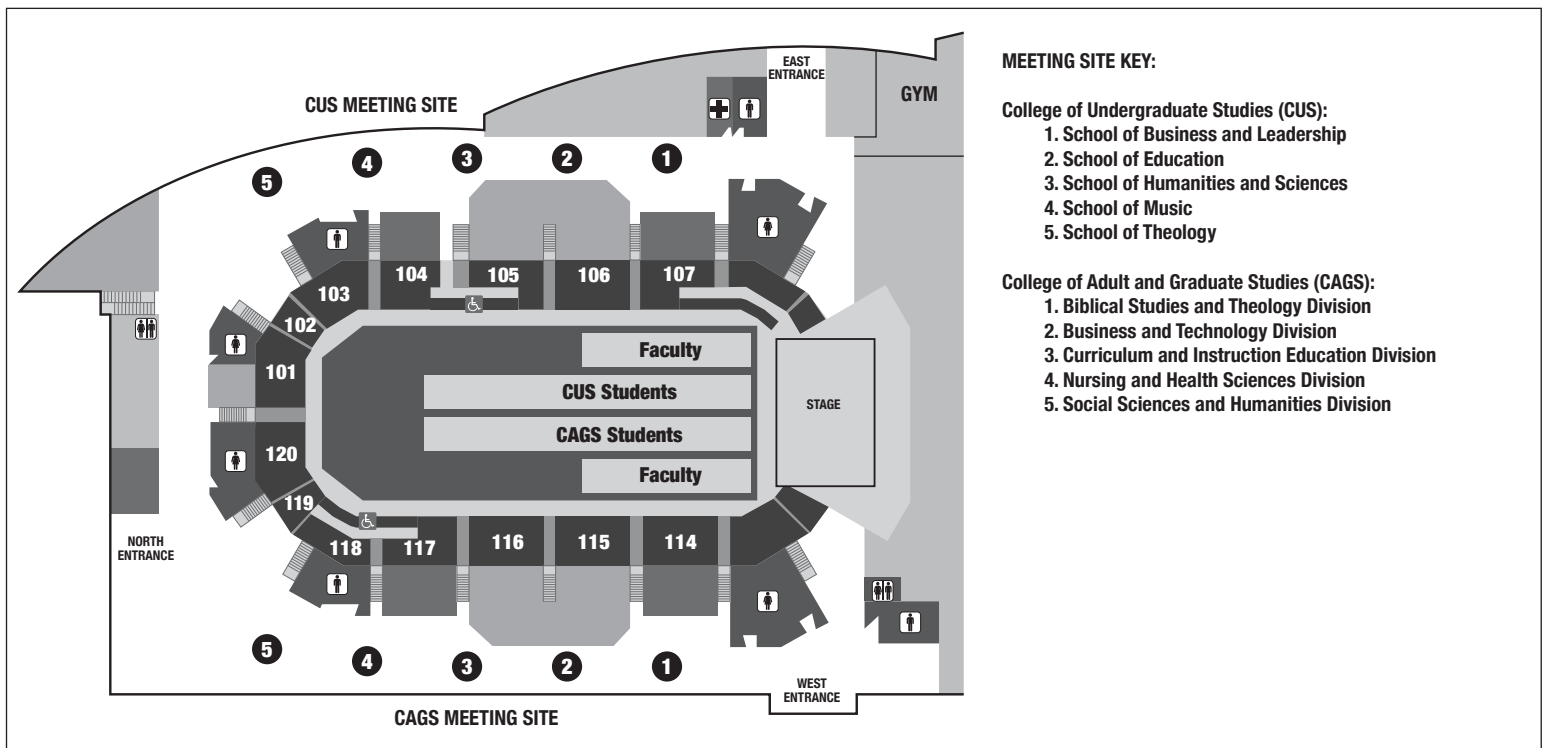 EAST
ENTRANCE
GYM
CUS MEETING SITE
5
4
3
2
1
104
105
106
107
103
102
101
120
119
118
117
116
115
114
Faculty
CUS Students
CAGS Students
Faculty
STAGE
NORTH
ENTRANCE
5
4
3
2
1
WEST
ENTRANCE
CAGS MEETING SITE
MEETING SITE KEY:
College of Undergraduate Studies (CUS):
1. School of Business and Leadership
2. School of Education
3. School of Humanities and Sciences
4. School of Music
5. School of Theology
College of Adult and Graduate Studies (CAGS):
1. Biblical Studies and Theology Division
2. Business and Technology Division
3. Curriculum and Instruction Education Division
4. Nursing and Health Sciences Division
5. Social Sciences and Humanities Division